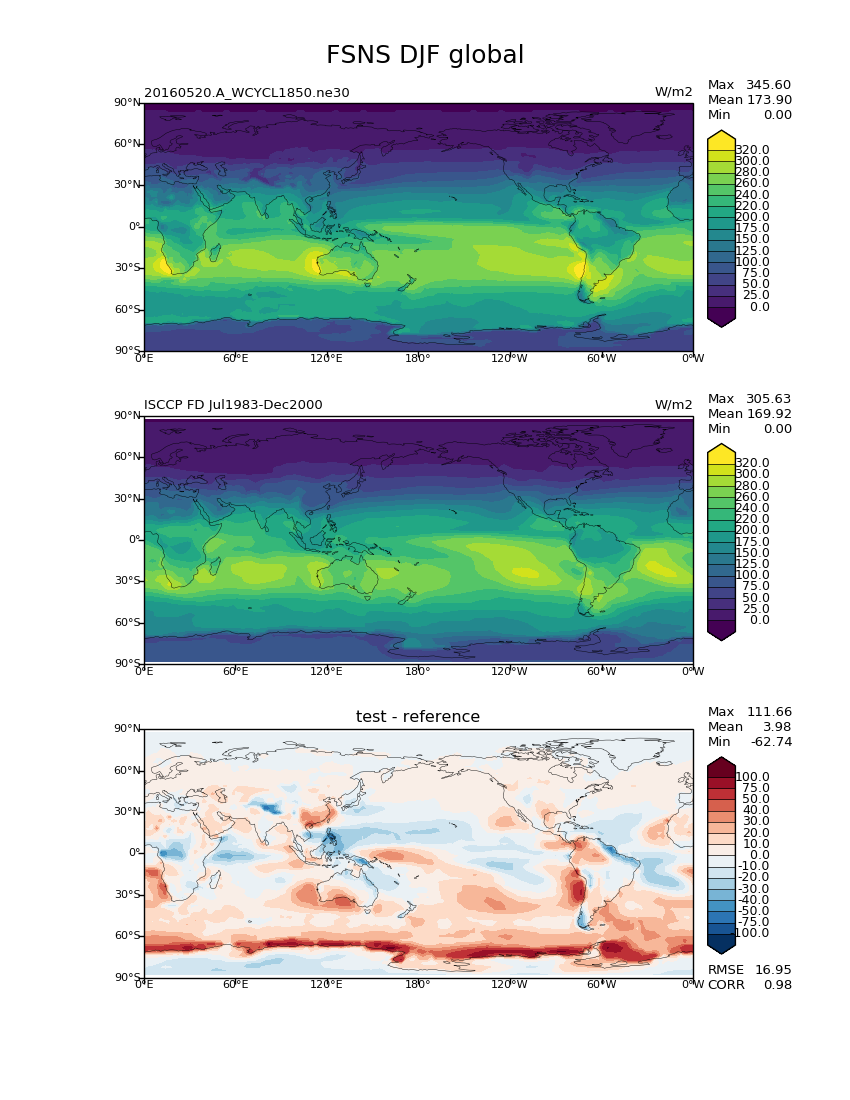 FSNS DJF global
20160520.A_WCYCL1850.ne30
W/m2
Max 345.60
Mean 173.90
Min 0.00
90°N
60°N
30°N
0°
30°S
60°S
90°S
0°E 60°E 120°E 180° 120°W 60°W 0°W
320.0
300.0
280.0
260.0
240.0
220.0
200.0
175.0
150.0
125.0
100.0
75.0
50.0
25.0
0.0
ISCCP FD Jul1983-Dec2000
W/m2
Max 305.63
Mean 169.92
Min 0.00
90°N
60°N
30°N
0°
30°S
60°S
90°S
0°E 60°E 120°E 180° 120°W 60°W 0°W
320.0
300.0
280.0
260.0
240.0
220.0
200.0
175.0
150.0
125.0
100.0
75.0
50.0
25.0
0.0
test - reference
Max 111.66
Mean 3.98
Min -62.74
90°N
60°N
30°N
0°
30°S
60°S
90°S
0°E 60°E 120°E 180° 120°W 60°W 0°W
100.0
75.0
50.0
40.0
30.0
20.0
10.0
0.0
-10.0
-20.0
-30.0
-40.0
-50.0
-75.0
-100.0
RMSE 16.95
CORR 0.98